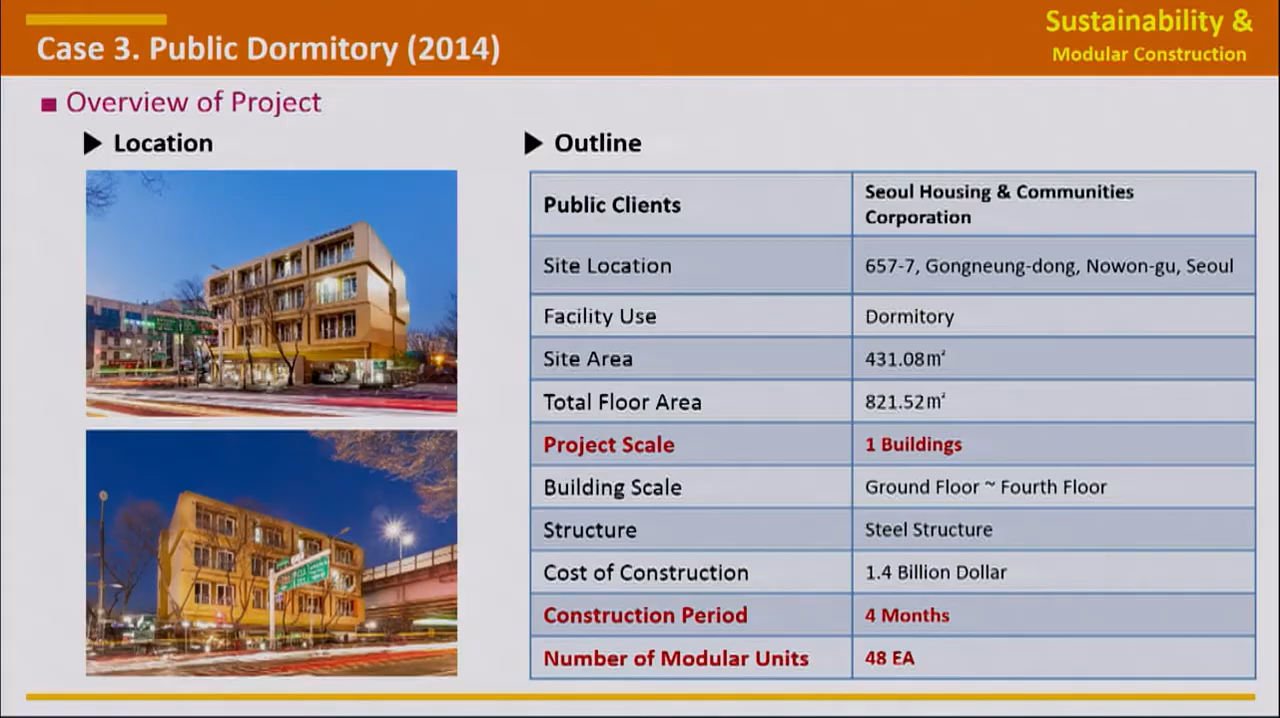 Case 3. Public Dormitory (2014)
Sustainability &
Modular Construction
■ Overview of Project
▶ Location
▶ Outline
Public Clients
Seoul Housing & Communities
Corporation
Site Location
657-7, Gongneung-dong, Nowon-gu, Seoul
Facility Use
Dormitory
Site Area
431.08㎡
Total Floor Area
821.52㎡
Project Scale
1 Buildings
Building Scale
Ground Floor ~ Fourth Floor
Structure
Steel Structure
Cost of Construction
1.4 Billion Dollar
Construction Period
4 Months
Number of Modular Units
48 EA